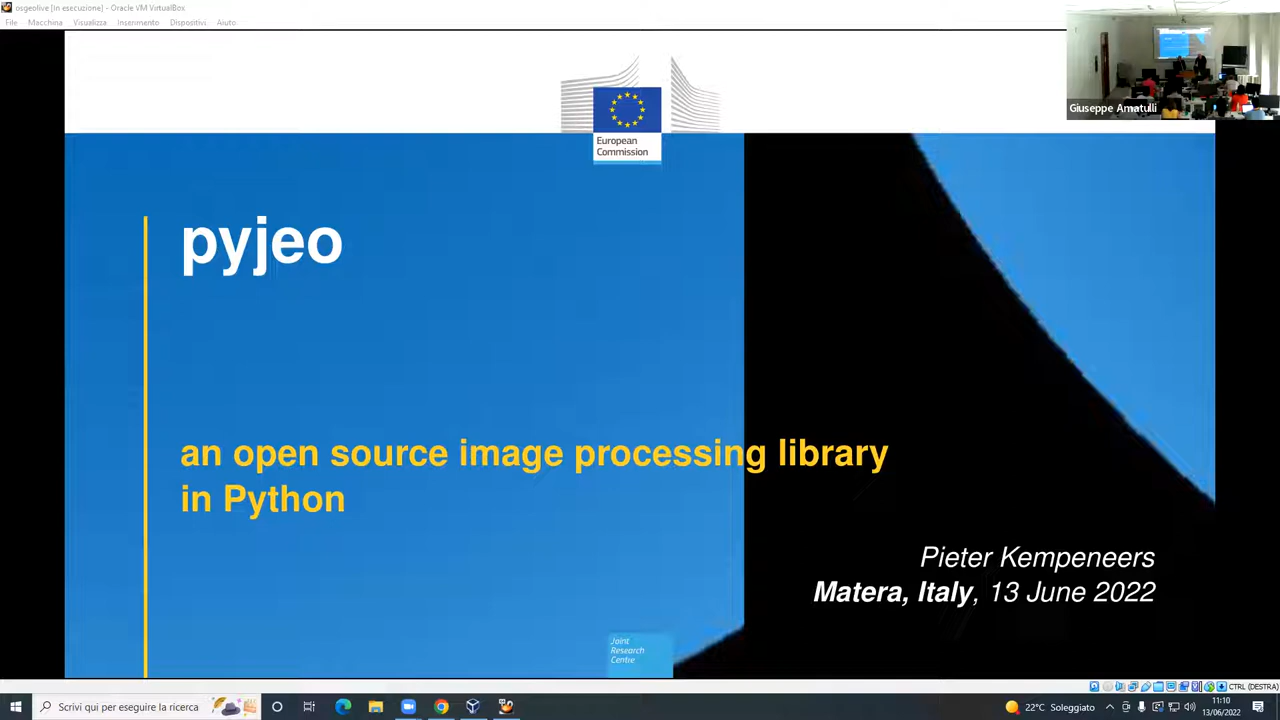 osgeolive [In esecuzione] - Oracle VM VirtualBox
File Macchina Visualizza Inserimento Dispositivi Aiuto
Giuseppe Amatulli
European
Commission
pyjeo
an open source image processing library
in Python
Pieter Kempeneers
Matera, Italy, 13 June 2022
Joint
Research
Centre
CTRL (DESTRA)
Scrivi qui per eseguire la ricerca
22°C Soleggiato
11:10
13/06/2022